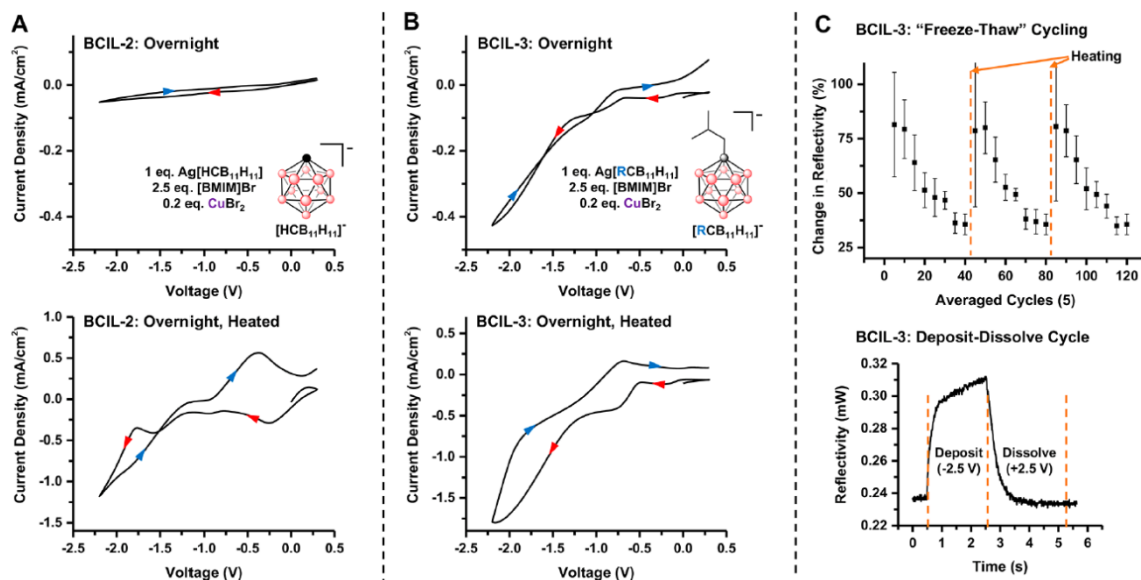 A
BCIL-2: Overnight
Current Density (mA/cm²)
0.0
-0.2
-0.4
1 eq. Ag[HCB₁₁H₁₁]
2.5 eq. [BMIM]Br
0.2 eq. CuBr₂
−
[HCB₁₁H₁₁]⁻
-2.5 -2.0 -1.5 -1.0 -0.5 0.0 0.5
Voltage (V)
BCIL-2: Overnight, Heated
Current Density (mA/cm²)
1.0
0.5
0.0
-0.5
-1.0
-1.5
-2.5 -2.0 -1.5 -1.0 -0.5 0.0 0.5
Voltage (V)
B
BCIL-3: Overnight
Current Density (mA/cm²)
0.0
-0.2
-0.4
1 eq. Ag[RCB₁₁H₁₁]
2.5 eq. [BMIM]Br
0.2 eq. CuBr₂
−
[RCB₁₁H₁₁]⁻
-2.5 -2.0 -1.5 -1.0 -0.5 0.0 0.5
Voltage (V)
BCIL-3: Overnight, Heated
Current Density (mA/cm²)
1.0
0.5
0.0
-0.5
-1.0
-1.5
-2.0
-2.5 -2.0 -1.5 -1.0 -0.5 0.0 0.5
Voltage (V)
C
BCIL-3: “Freeze-Thaw” Cycling
Heating
Change in Reflectivity (%)
100
75
50
25
0 20 40 60 80 100 120
Averaged Cycles (5)
BCIL-3: Deposit-Dissolve Cycle
Reflectivity (mW)
0.32
0.30
0.28
0.26
0.24
0.22
Deposit
(-2.5 V)
Dissolve
(+2.5 V)
0 1 2 3 4 5 6
Time (s)